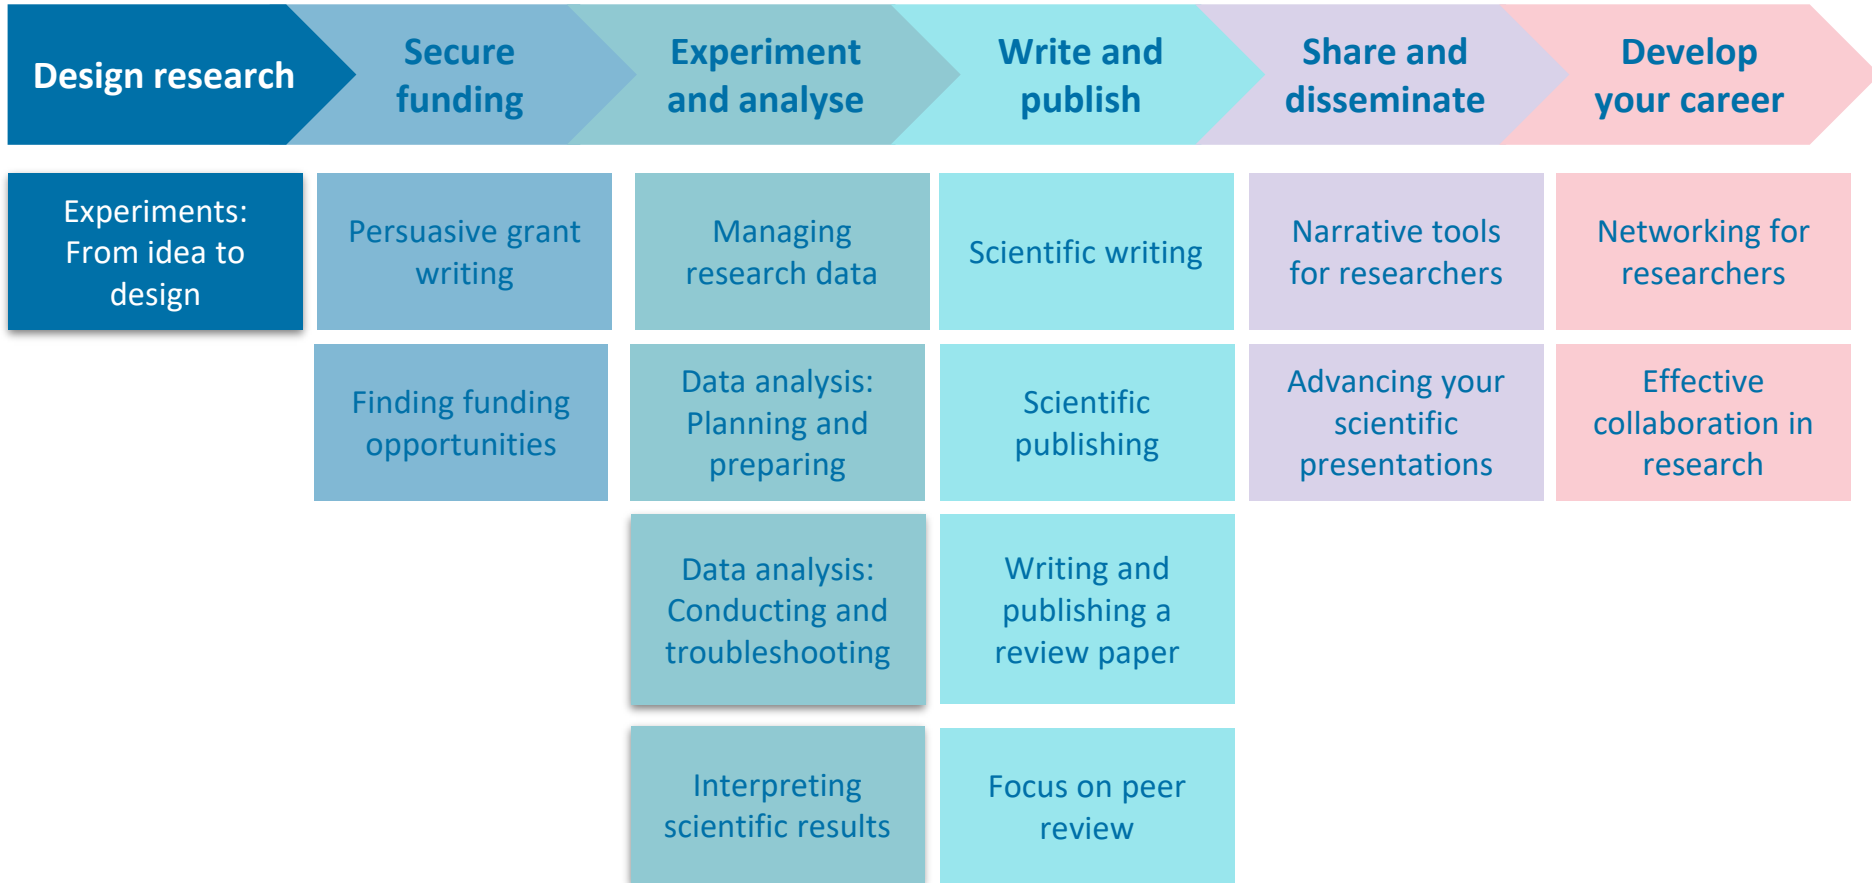 Design research
Secure
funding
Experiment
and analyse
Write and
publish
Share and
disseminate
Develop
your career
Experiments:
From idea to
design
Persuasive grant
writing
Managing
research data
Scientific writing
Narrative tools
for researchers
Networking for
researchers
Finding funding
opportunities
Data analysis:
Planning and
preparing
Scientific
publishing
Advancing your
scientific
presentations
Effective
collaboration in
research
Data analysis:
Conducting and
troubleshooting
Writing and
publishing a
review paper
Interpreting
scientific results
Focus on peer
review